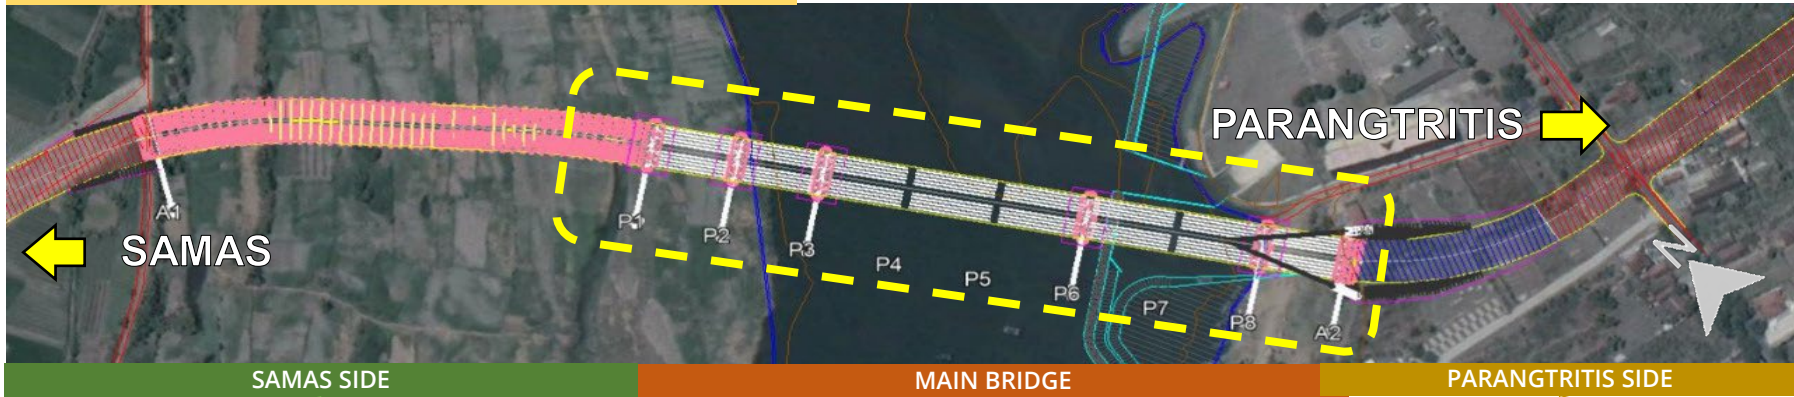 PARANGTRITIS
A1
P1
P2
P3
P4
P5
P6
P7
P8
A2
SAMAS
N
SAMAS SIDE
MAIN BRIDGE
PARANGTRITIS SIDE